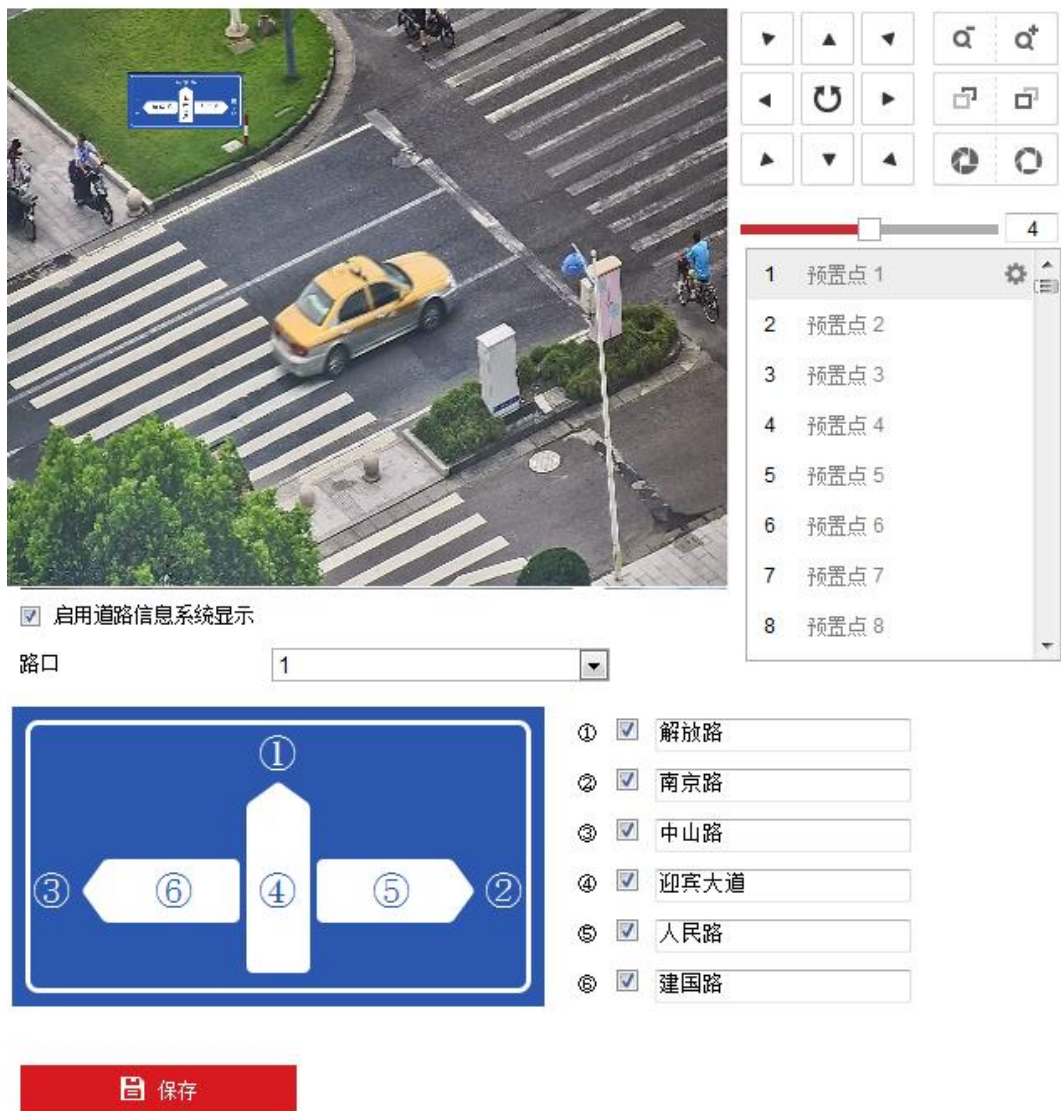 4
1 预置点 1
2 预置点 2
3 预置点 3
4 预置点 4
5 预置点 5
6 预置点 6
7 预置点 7
8 预置点 8
启用道路信息系统显示
路口 1
①
③ ⑥ ④ ⑤ ②
① 解放路
② 南京路
③ 中山路
④ 迎宾大道
⑤ 人民路
⑥ 建国路
保存